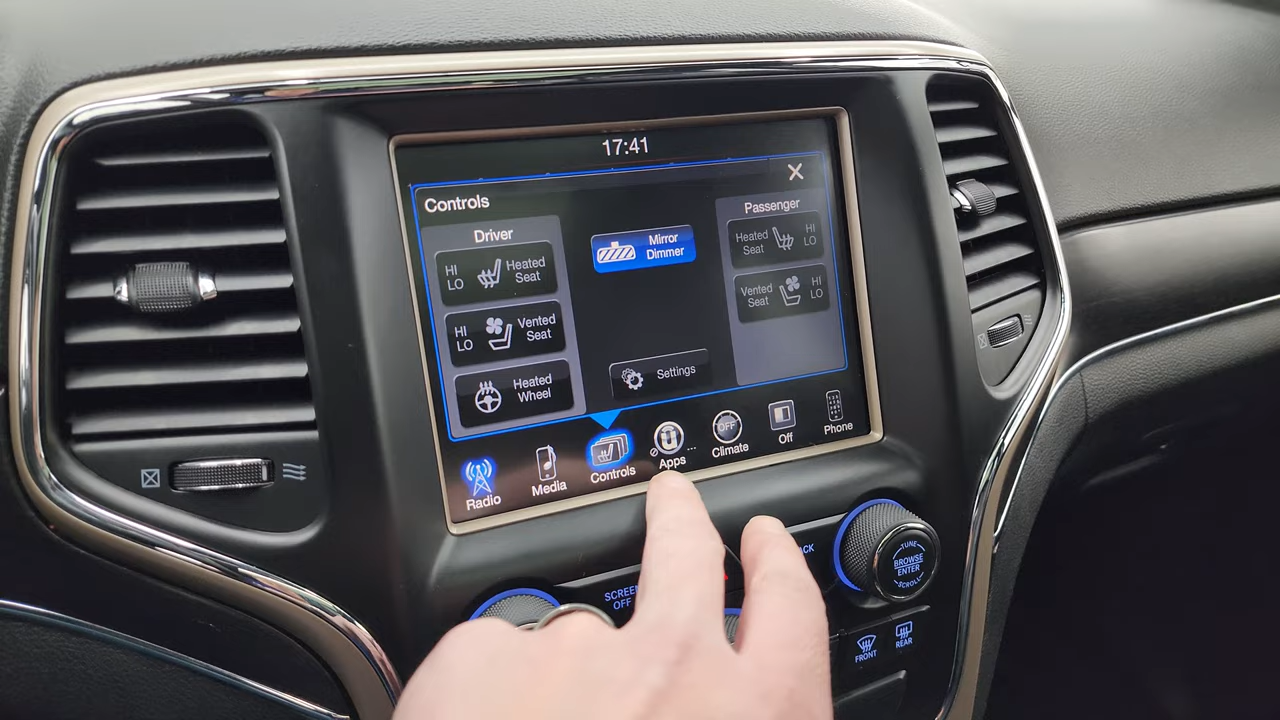 17:41
Controls
Driver
HI
LO
Heated
Seat
HI
LO
Vented
Seat
Heated
Wheel
Mirror
Dimmer
Settings
Passenger
Heated
Seat
HI
LO
Vented
Seat
HI
LO
Radio
Media
Controls
Apps
OFF
Climate
Off
Phone
SCREEN
OFF
TUNE
BROWSE
ENTER
SCROLL
FRONT
REAR